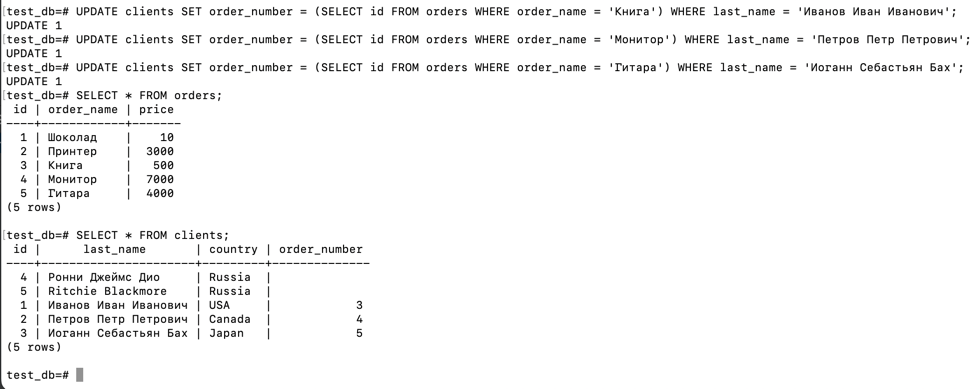 test_db=# UPDATE clients SET order_number = (SELECT id FROM orders WHERE order_name = 'Книга') WHERE last_name = 'Иванов Иван Иванович';
UPDATE 1
test_db=# UPDATE clients SET order_number = (SELECT id FROM orders WHERE order_name = 'Монитор') WHERE last_name = 'Петров Петр Петрович';
UPDATE 1
test_db=# UPDATE clients SET order_number = (SELECT id FROM orders WHERE order_name = 'Гитара') WHERE last_name = 'Иоганн Себастьян Бах';
UPDATE 1
test_db=# SELECT * FROM orders;
 id | order_name | price
----+------------+-------
  1 | Шоколад    |    10
  2 | Принтер    |  3000
  3 | Книга      |   500
  4 | Монитор    |  7000
  5 | Гитара     |  4000
(5 rows)
test_db=# SELECT * FROM clients;
 id |      last_name       | country | order_number
----+----------------------+---------+--------------
  4 | Ронни Джеймс Дио     | Russia  |
  5 | Ritchie Blackmore    | Russia  |
  1 | Иванов Иван Иванович | USA     |            3
  2 | Петров Петр Петрович | Canada  |            4
  3 | Иоганн Себастьян Бах | Japan   |            5
(5 rows)
test_db=#